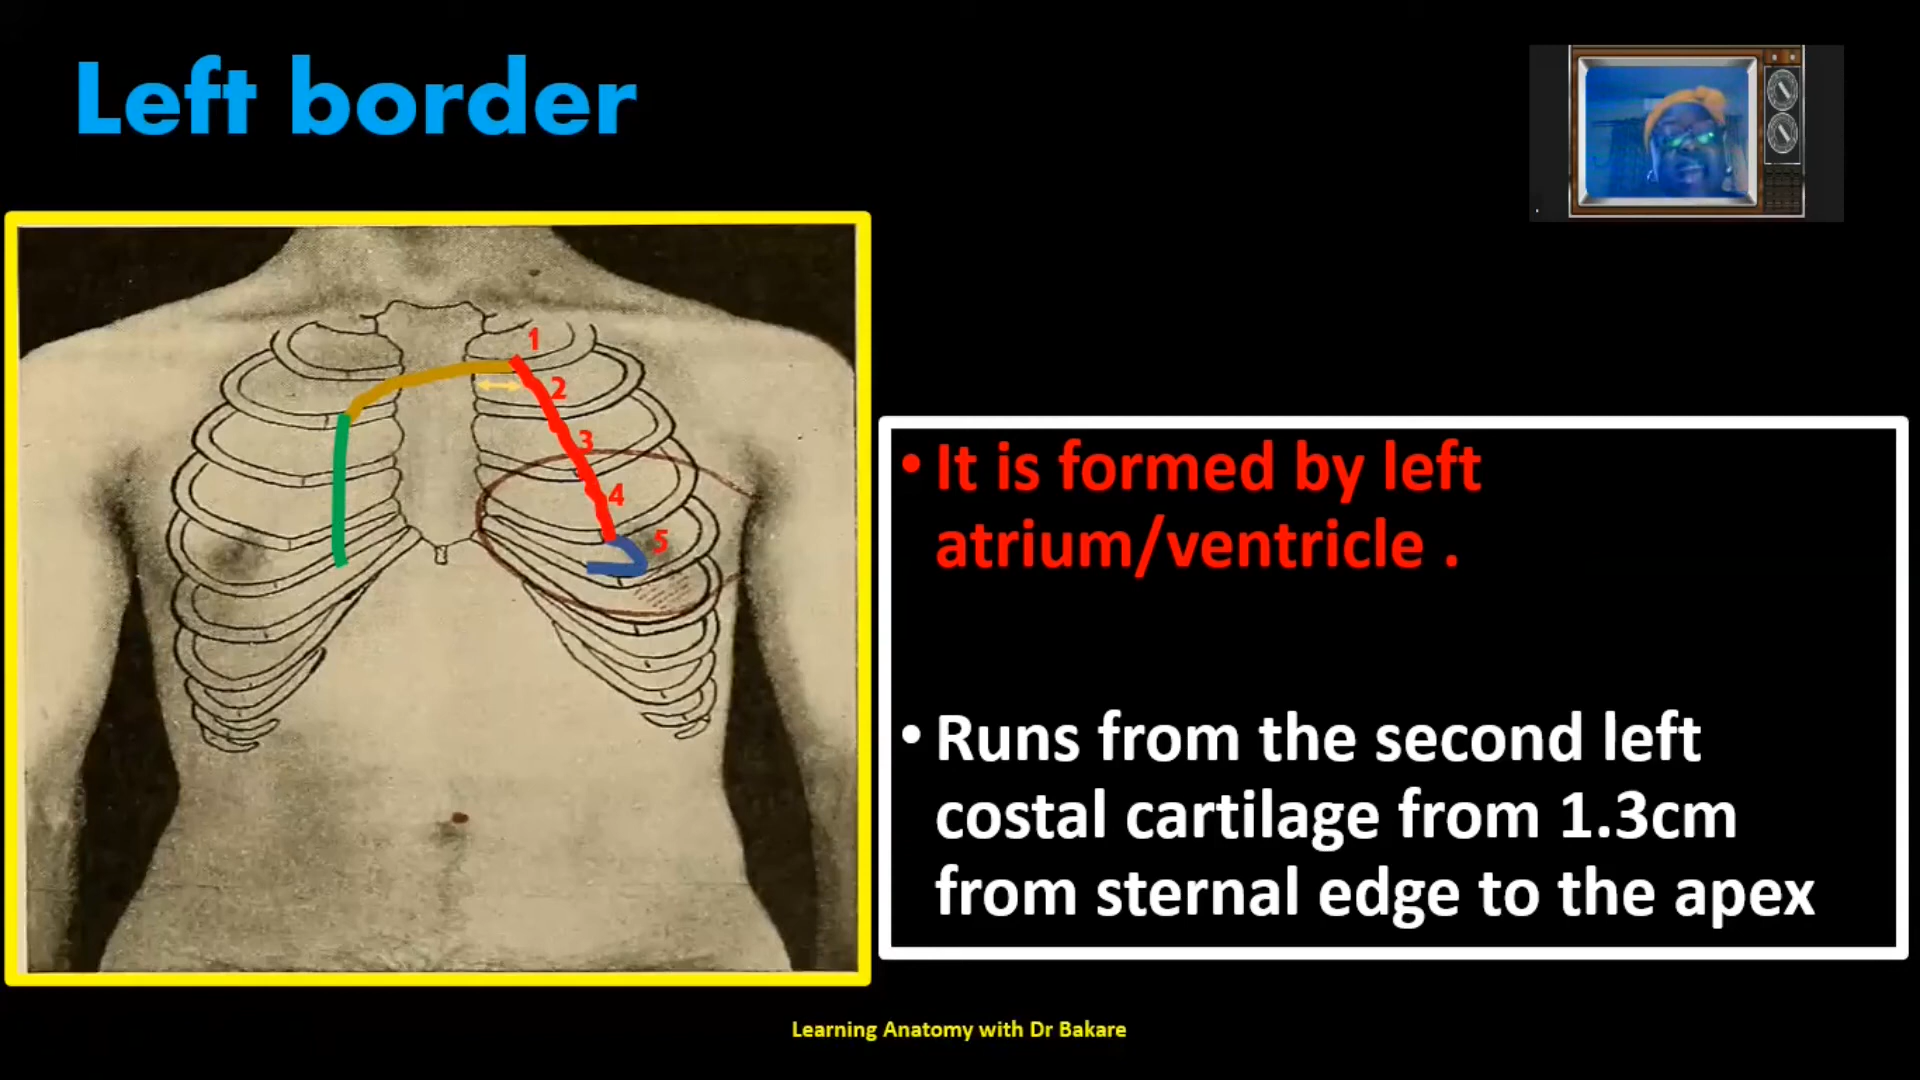 Left border
1
2
3
4
5
• It is formed by left
atrium/ventricle .
• Runs from the second left
costal cartilage from 1.3cm
from sternal edge to the apex
Learning Anatomy with Dr Bakare